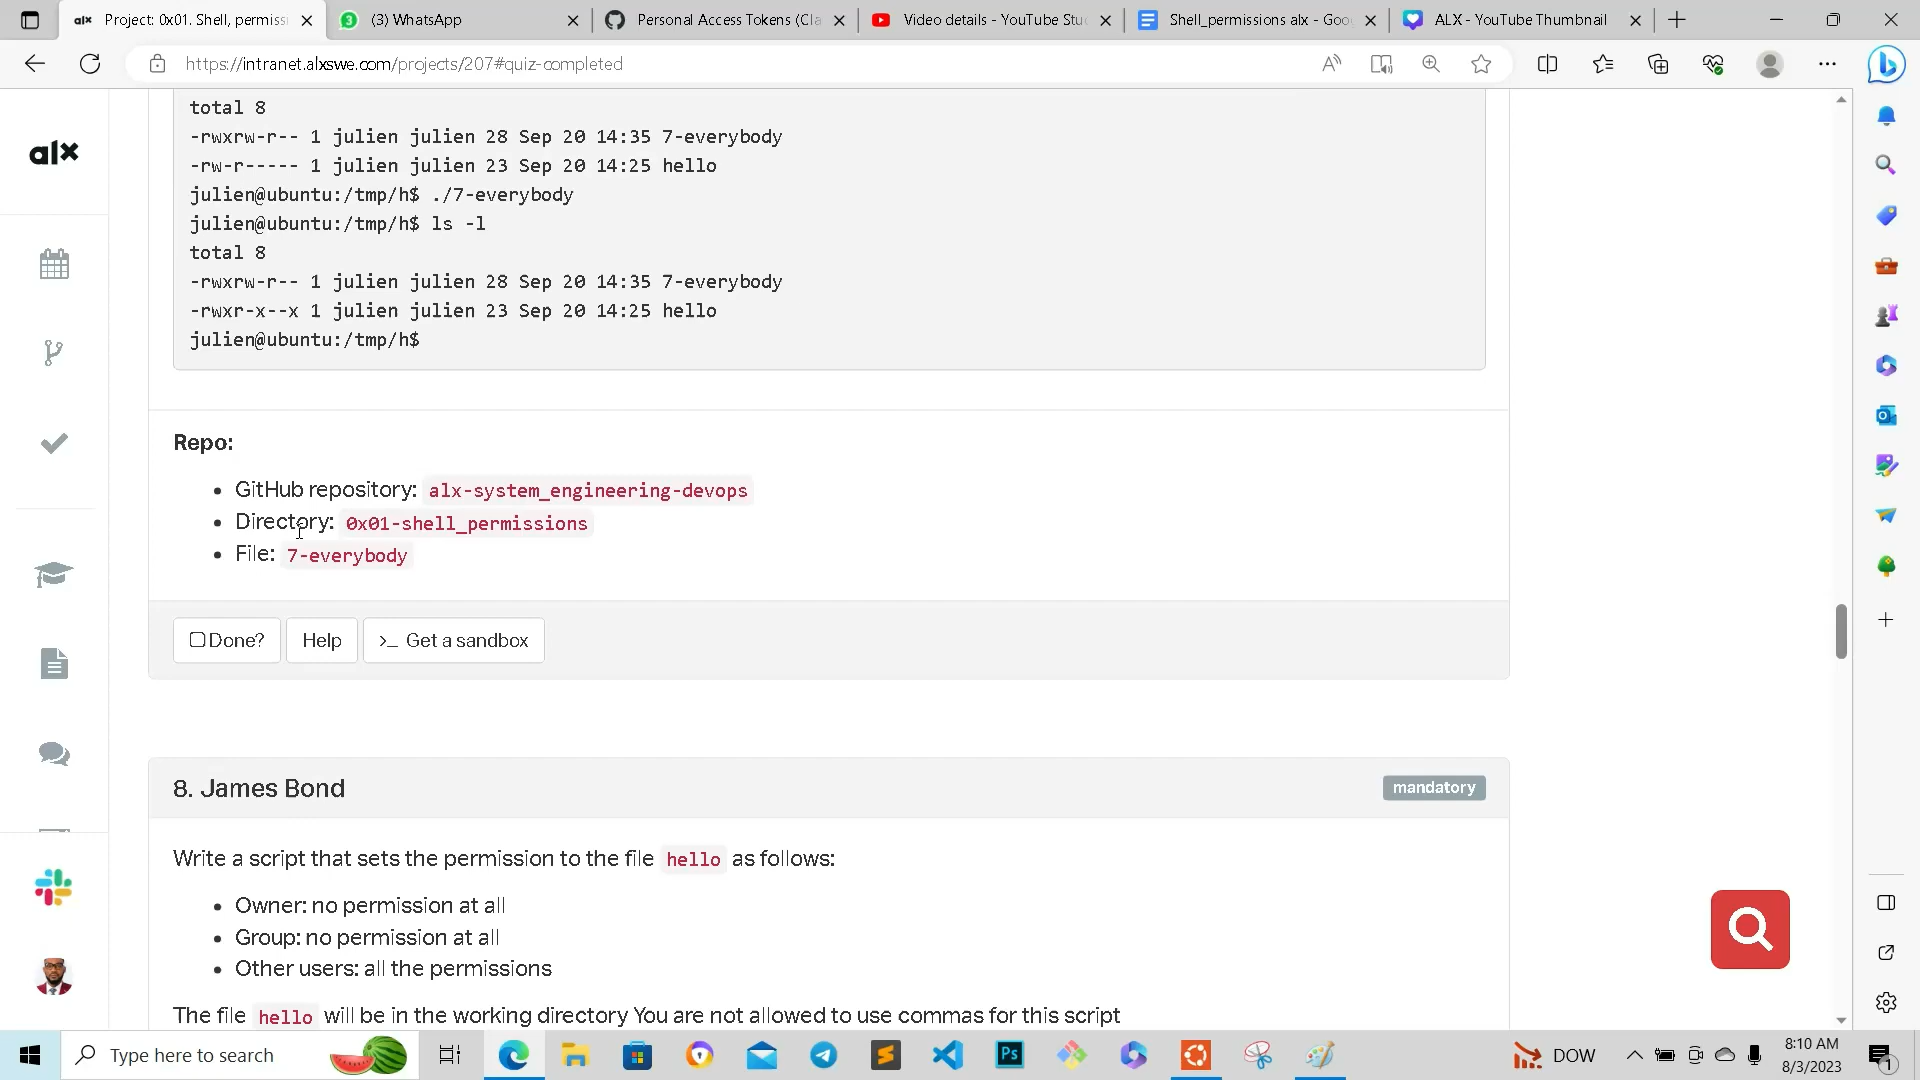 alx Project: 0x01. Shell, permissi
(3) WhatsApp
Personal Access Tokens (Cla
Video details - YouTube Stu
Shell_permissions alx - Goo
ALX - YouTube Thumbnail
https://intranet.alxswe.com/projects/207#quiz-completed
alx
total 8
-rwxrw-r-- 1 julien julien 28 Sep 20 14:35 7-everybody
-rw-r----- 1 julien julien 23 Sep 20 14:25 hello
julien@ubuntu:/tmp/h$ ./7-everybody
julien@ubuntu:/tmp/h$ ls -l
total 8
-rwxrw-r-- 1 julien julien 28 Sep 20 14:35 7-everybody
-rwxr-x--x 1 julien julien 23 Sep 20 14:25 hello
julien@ubuntu:/tmp/h$
Repo:
GitHub repository: alx-system_engineering-devops
Directory: 0x01-shell_permissions
File: 7-everybody
Done? Help >_ Get a sandbox
8. James Bond mandatory
Write a script that sets the permission to the file hello as follows:
Owner: no permission at all
Group: no permission at all
Other users: all the permissions
The file hello will be in the working directory You are not allowed to use commas for this script
Type here to search
Ps
DOW
8:10 AM
8/3/2023
1